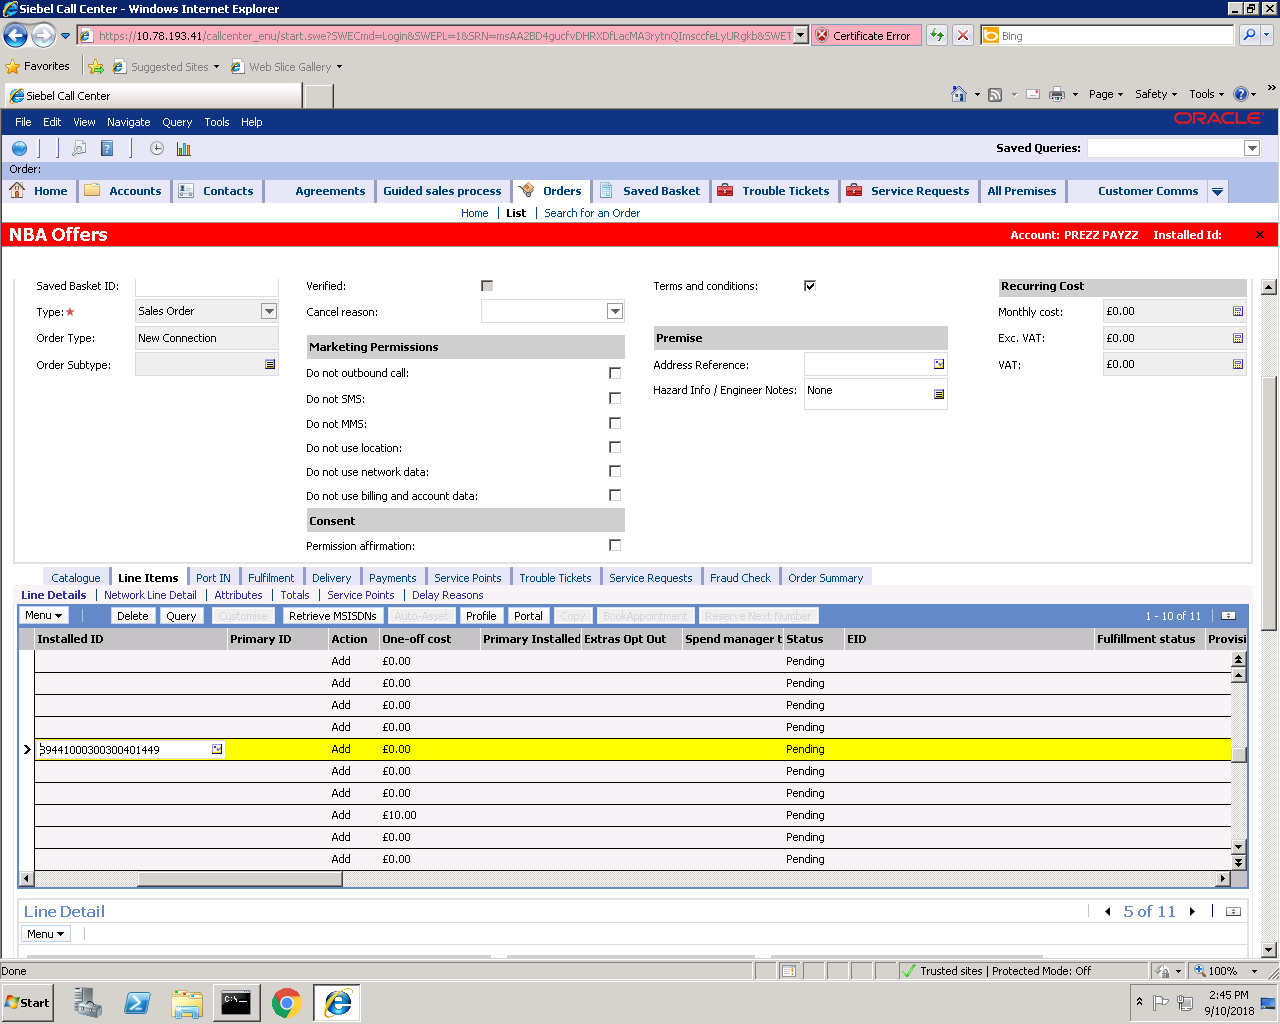 Siebel Call Center - Windows Internet Explorer
https://10.78.193.41/callcenter_enu/start.swe?SWECmd=Login&SWEPL=1&SRN=msAA2BD4gucfvDHRXDfLacMA3rytnQImsccfeLyURgkb&SWET
Certificate Error
Bing
Favorites
Suggested Sites
Web Slice Gallery
Siebel Call Center
Page
Safety
Tools
File Edit View Navigate Query Tools Help
ORACLE
Saved Queries:
Order:
Home Accounts Contacts Agreements Guided sales process Orders Saved Basket Trouble Tickets Service Requests All Premises Customer Comms
Home | List | Search for an Order
NBA Offers
Account: PREZZ PAYZZ Installed Id:
Saved Basket ID:
Type:
Sales Order
Order Type:
New Connection
Order Subtype:
Verified:
Cancel reason:
Marketing Permissions
Do not outbound call:
Do not SMS:
Do not MMS:
Do not use location:
Do not use network data:
Do not use billing and account data:
Consent
Permission affirmation:
Terms and conditions:
Premise
Address Reference:
Hazard Info / Engineer Notes:
None
Recurring Cost
Monthly cost:
£0.00
Exc. VAT:
£0.00
VAT:
£0.00
Catalogue Line Items Port IN Fulfilment Delivery Payments Service Points Trouble Tickets Service Requests Fraud Check Order Summary
Line Details | Network Line Detail | Attributes | Totals | Service Points | Delay Reasons
Menu Delete Query Customise Retrieve MSISDNs Auto-Asset Profile Portal Copy BookAppointment Reserve Next Number 1 - 10 of 11
Installed ID Primary ID Action One-off cost Primary Installed Extras Opt Out Spend manager t Status EID Fulfillment status Provisi
Add £0.00 Pending
Add £0.00 Pending
Add £0.00 Pending
Add £0.00 Pending
39441000300300401449 Add £0.00 Pending
Add £0.00 Pending
Add £0.00 Pending
Add £10.00 Pending
Add £0.00 Pending
Add £0.00 Pending
Line Detail
5 of 11
Menu
Done
Trusted sites | Protected Mode: Off
100%
Start
C:\
2:45 PM
9/10/2018